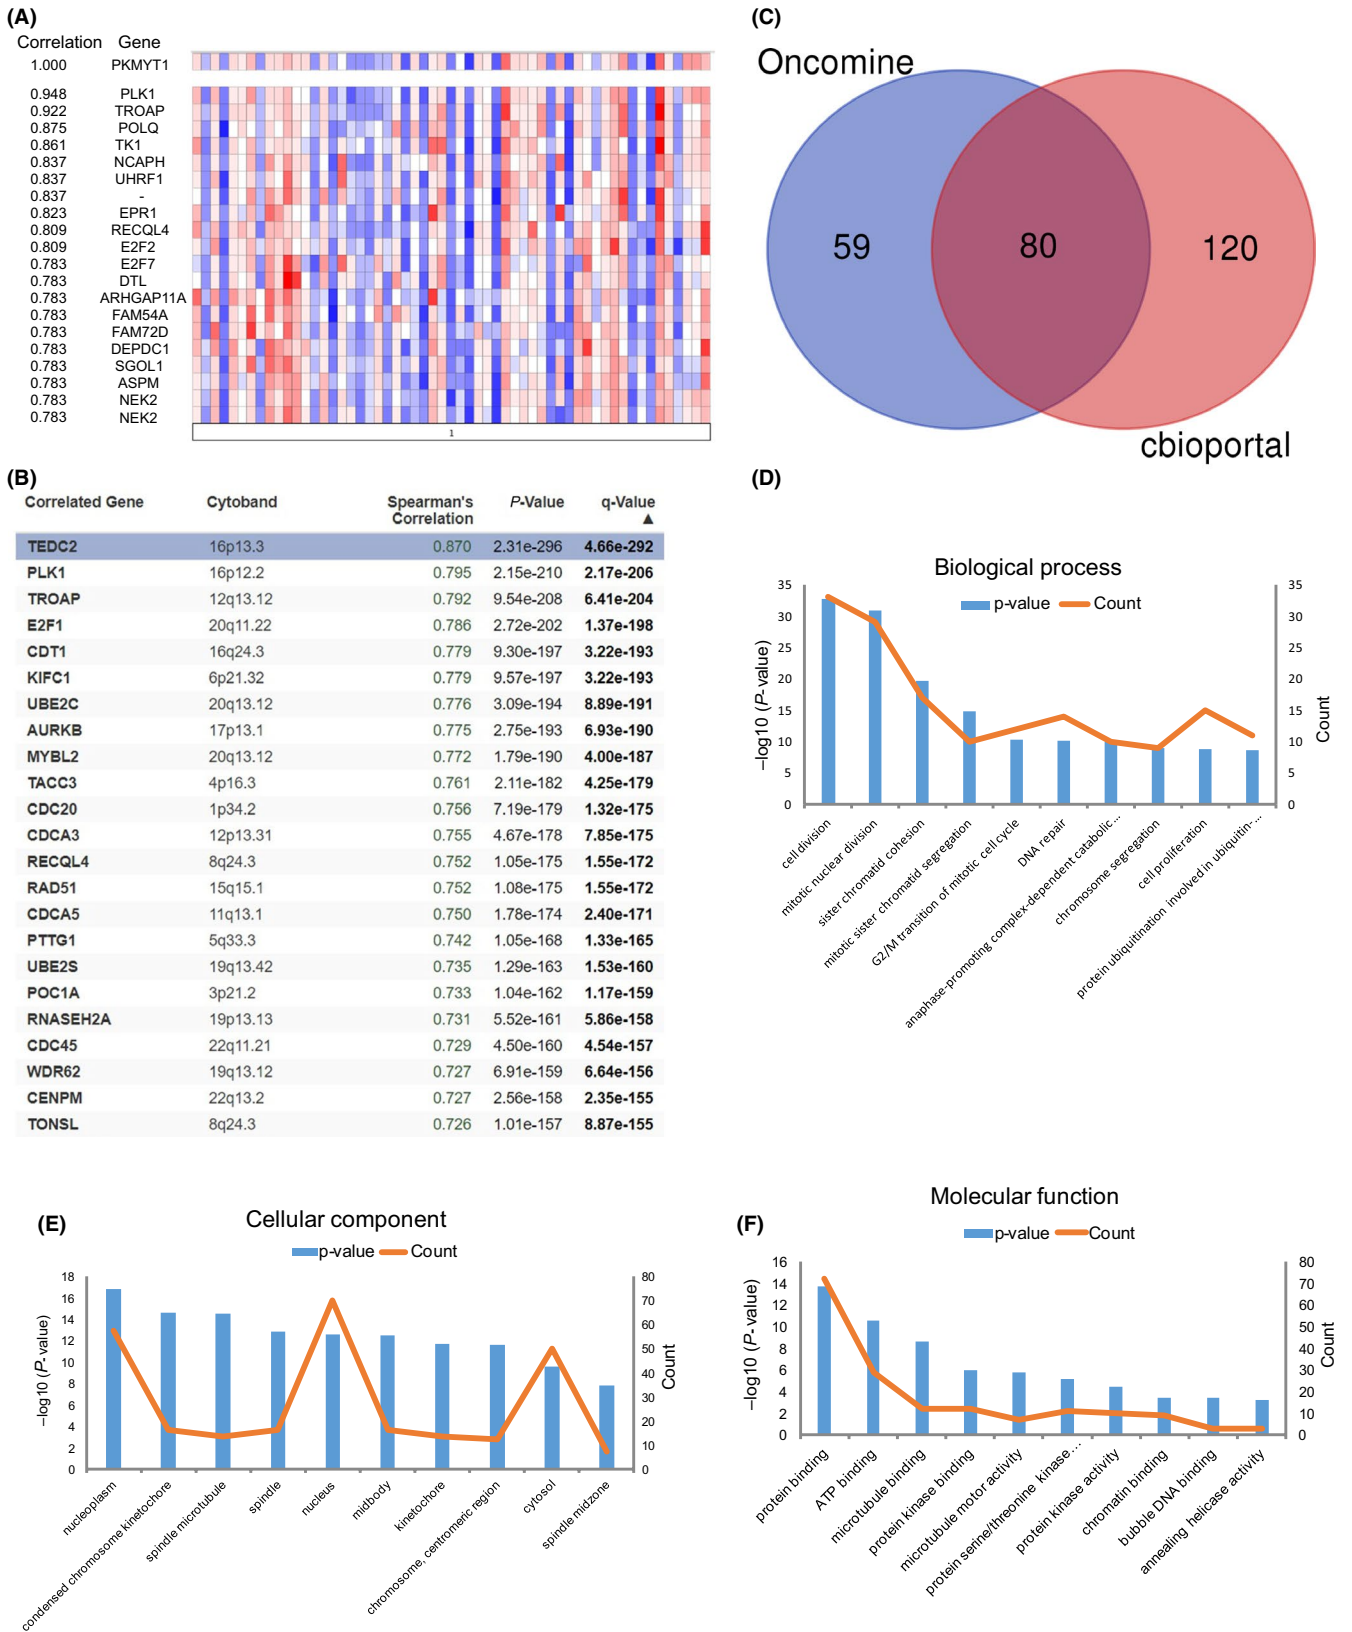 (A)
Correlation Gene
1.000 PKMYT1
0.948 PLK1
0.922 TROAP
0.875 POLQ
0.861 TK1
0.837 NCAPH
0.837 UHRF1
0.837 -
0.823 EPR1
0.809 RECQL4
0.809 E2F2
0.783 E2F7
0.783 DTL
0.783 ARHGAP11A
0.783 FAM54A
0.783 FAM72D
0.783 DEPDC1
0.783 SGOL1
0.783 ASPM
0.783 NEK2
0.783 NEK2
1
(B)
Correlated Gene Cytoband Spearman's Correlation P-Value q-Value ▲
TEDC2 16p13.3 0.870 2.31e-296 4.66e-292
PLK1 16p12.2 0.795 2.15e-210 2.17e-206
TROAP 12q13.12 0.792 9.54e-208 6.41e-204
E2F1 20q11.22 0.786 2.72e-202 1.37e-198
CDT1 16q24.3 0.779 9.30e-197 3.22e-193
KIFC1 6p21.32 0.779 9.57e-197 3.22e-193
UBE2C 20q13.12 0.776 3.09e-194 8.89e-191
AURKB 17p13.1 0.775 2.75e-193 6.93e-190
MYBL2 20q13.12 0.772 1.79e-190 4.00e-187
TACC3 4p16.3 0.761 2.11e-182 4.25e-179
CDC20 1p34.2 0.756 7.19e-179 1.32e-175
CDCA3 12p13.31 0.755 4.67e-178 7.85e-175
RECQL4 8q24.3 0.752 1.05e-175 1.55e-172
RAD51 15q15.1 0.752 1.08e-175 1.55e-172
CDCA5 11q13.1 0.750 1.78e-174 2.40e-171
PTTG1 5q33.3 0.742 1.05e-168 1.33e-165
UBE2S 19q13.42 0.735 1.29e-163 1.53e-160
POC1A 3p21.2 0.733 1.04e-162 1.17e-159
RNASEH2A 19p13.13 0.731 5.52e-161 5.86e-158
CDC45 22q11.21 0.729 4.50e-160 4.54e-157
WDR62 19q13.12 0.727 6.91e-159 6.64e-156
CENPM 22q13.2 0.727 2.56e-158 2.35e-155
TONSL 8q24.3 0.726 1.01e-157 8.87e-155
(C)
Oncomine
59 80 120
cbioportal
(D)
Biological process
p-value Count
–log10 (P-value)
35
30
25
20
15
10
5
0
35
30
25
20
15
10
5
0
Count
cell division
mitotic nuclear division
sister chromatid cohesion
mitotic sister chromatid segregation
G2/M transition of mitotic cell cycle
DNA repair
anaphase-promoting complex-dependent catabolic...
chromosome segregation
cell proliferation
protein ubiquitination involved in ubiquitin-...
(E)
Cellular component
p-value Count
–log10 (P-value)
18
16
14
12
10
8
6
4
2
0
80
70
60
50
40
30
20
10
0
Count
nucleoplasm
condensed chromosome kinetochore
spindle microtubule
spindle
nucleus
midbody
kinetochore
chromosome, centromeric region
cytosol
spindle midzone
(F)
Molecular function
p-value Count
–log10 (P-value)
16
14
12
10
8
6
4
2
0
80
70
60
50
40
30
20
10
0
Count
protein binding
ATP binding
microtubule binding
protein kinase binding
microtubule motor activity
protein serine/threonine kinase...
protein kinase activity
chromatin binding
bubble DNA binding
annealing helicase activity